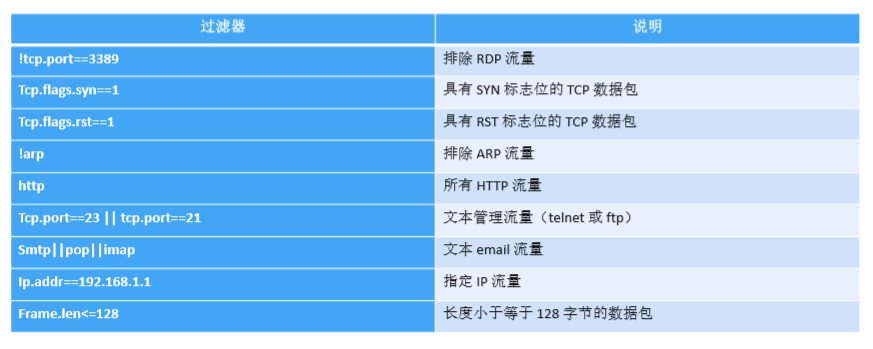 过滤器 说明
!tcp.port==3389 排除 RDP 流量
Tcp.flags.syn==1 具有 SYN 标志位的 TCP 数据包
Tcp.flags.rst==1 具有 RST 标志位的 TCP 数据包
!arp 排除 ARP 流量
http 所有 HTTP 流量
Tcp.port==23 || tcp.port==21 文本管理流量（telnet 或 ftp）
Smtp||pop||imap 文本 email 流量
Ip.addr==192.168.1.1 指定 IP 流量
Frame.len<=128 长度小于等于 128 字节的数据包